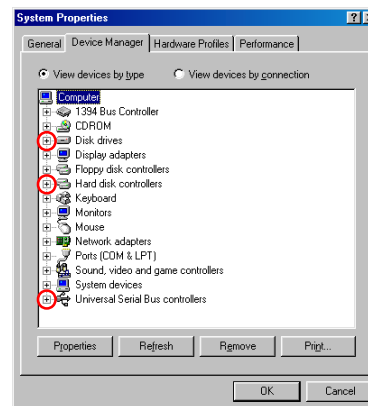 System Properties
General Device Manager Hardware Profiles Performance
View devices by type View devices by connection
Computer
1394 Bus Controller
CDROM
Disk drives
Display adapters
Floppy disk controllers
Hard disk controllers
Keyboard
Monitors
Mouse
Network adapters
Ports (COM & LPT)
Sound, video and game controllers
System devices
Universal Serial Bus controllers
Properties Refresh Remove Print...
OK Cancel